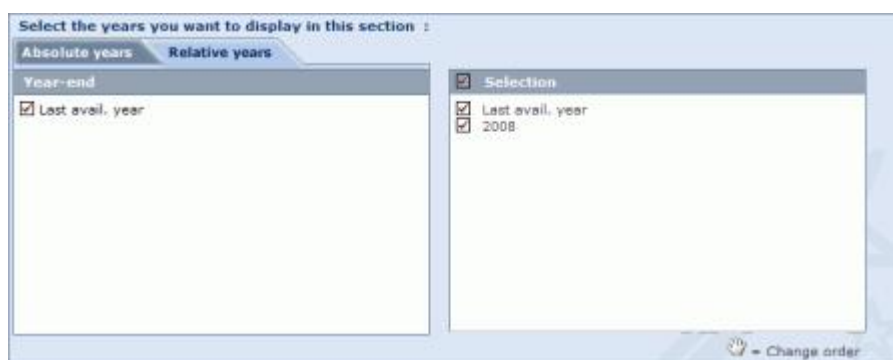 Select the years you want to display in this section :
Absolute years
Relative years
Year-end
Last avail. year
Selection
Last avail. year
2008
= Change order